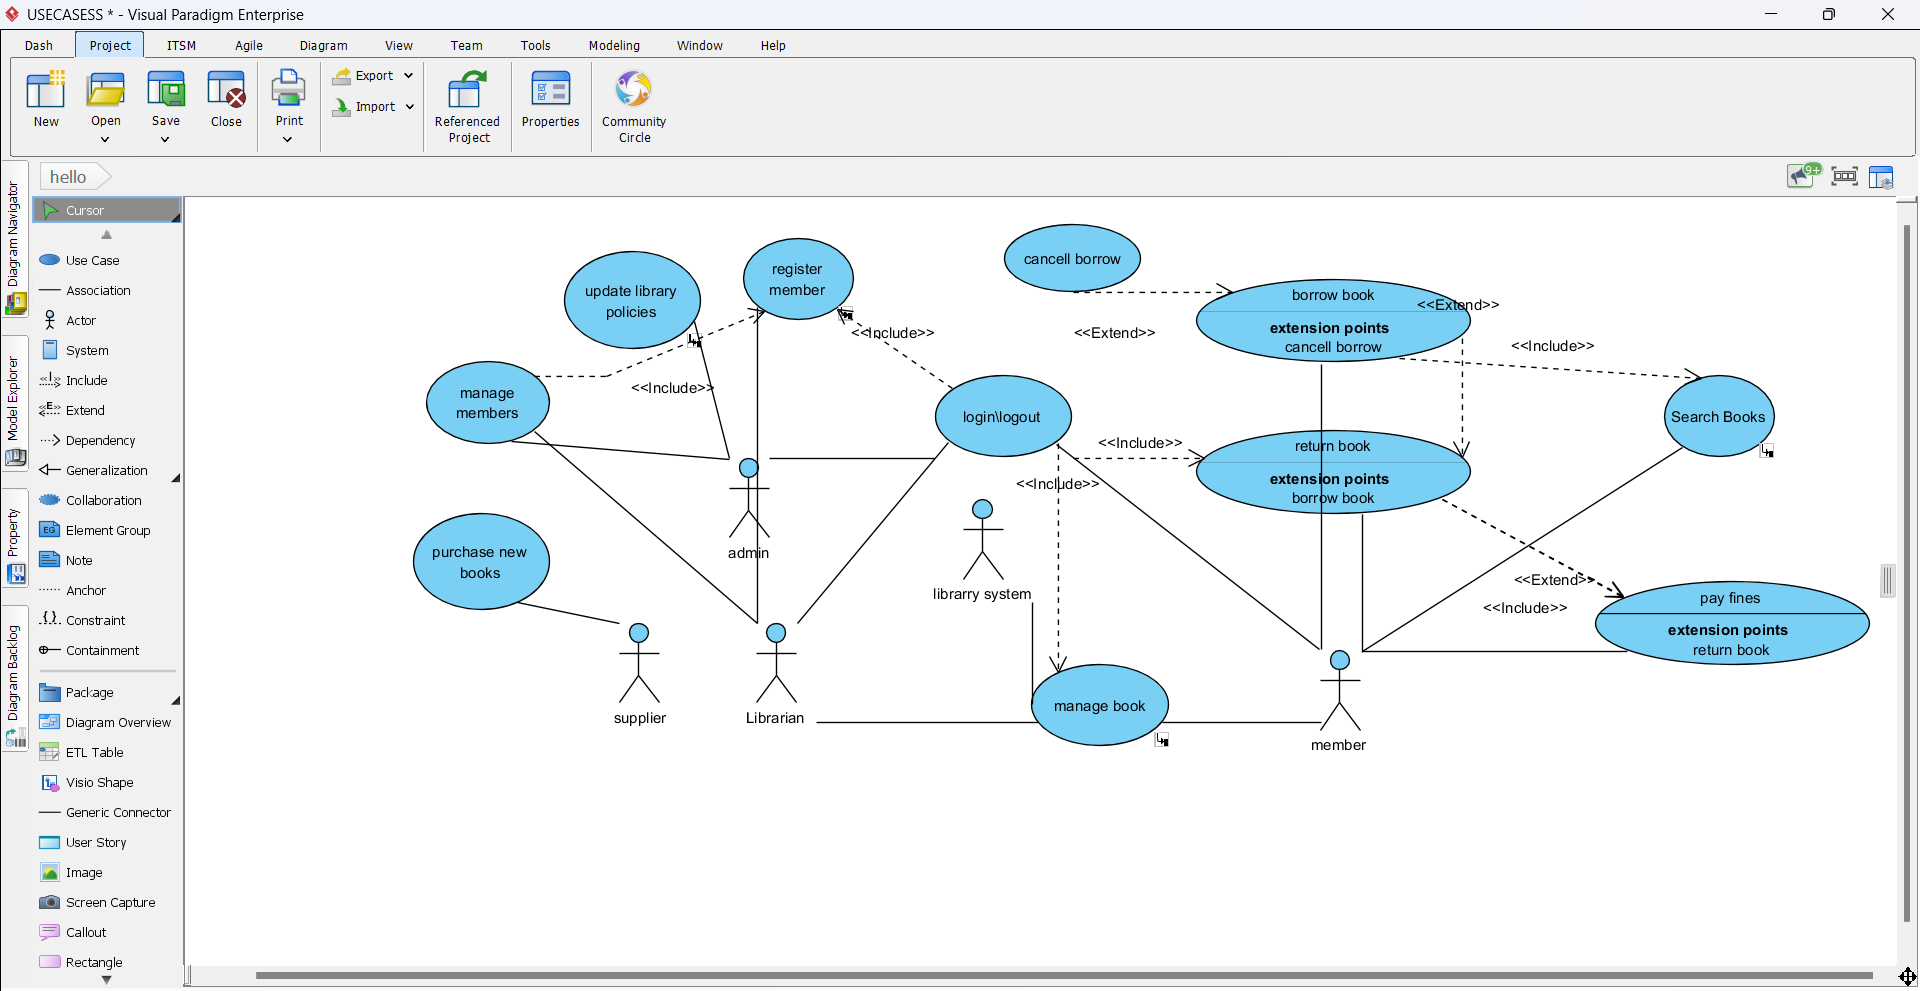 USECASESS * - Visual Paradigm Enterprise
Dash Project ITSM Agile Diagram View Team Tools Modeling Window Help
New
Open
Save
Close
Print
Export
Import
Referenced
Project
Properties
Community
Circle
hello
9+
Diagram Navigator
Model Explorer
Property
Diagram Backlog
Cursor
Use Case
Association
Actor
System
Include
Extend
Dependency
Generalization
Collaboration
EG Element Group
Note
Anchor
Constraint
Containment
Package
Diagram Overview
ETL Table
Visio Shape
Generic Connector
User Story
Image
Screen Capture
Callout
Rectangle
cancell borrow
register
member
update library
policies
borrow book
<<Extend>>
extension points
cancell borrow
<<Include>>
<<Extend>>
<<Include>>
<<Include>>
manage
members
login\logout
Search Books
<<Include>>
return book
extension points
borrow book
<<Include>>
admin
purchase new
books
librarry system
<<Extend>>
<<Include>>
pay fines
extension points
return book
supplier
Librarian
manage book
member